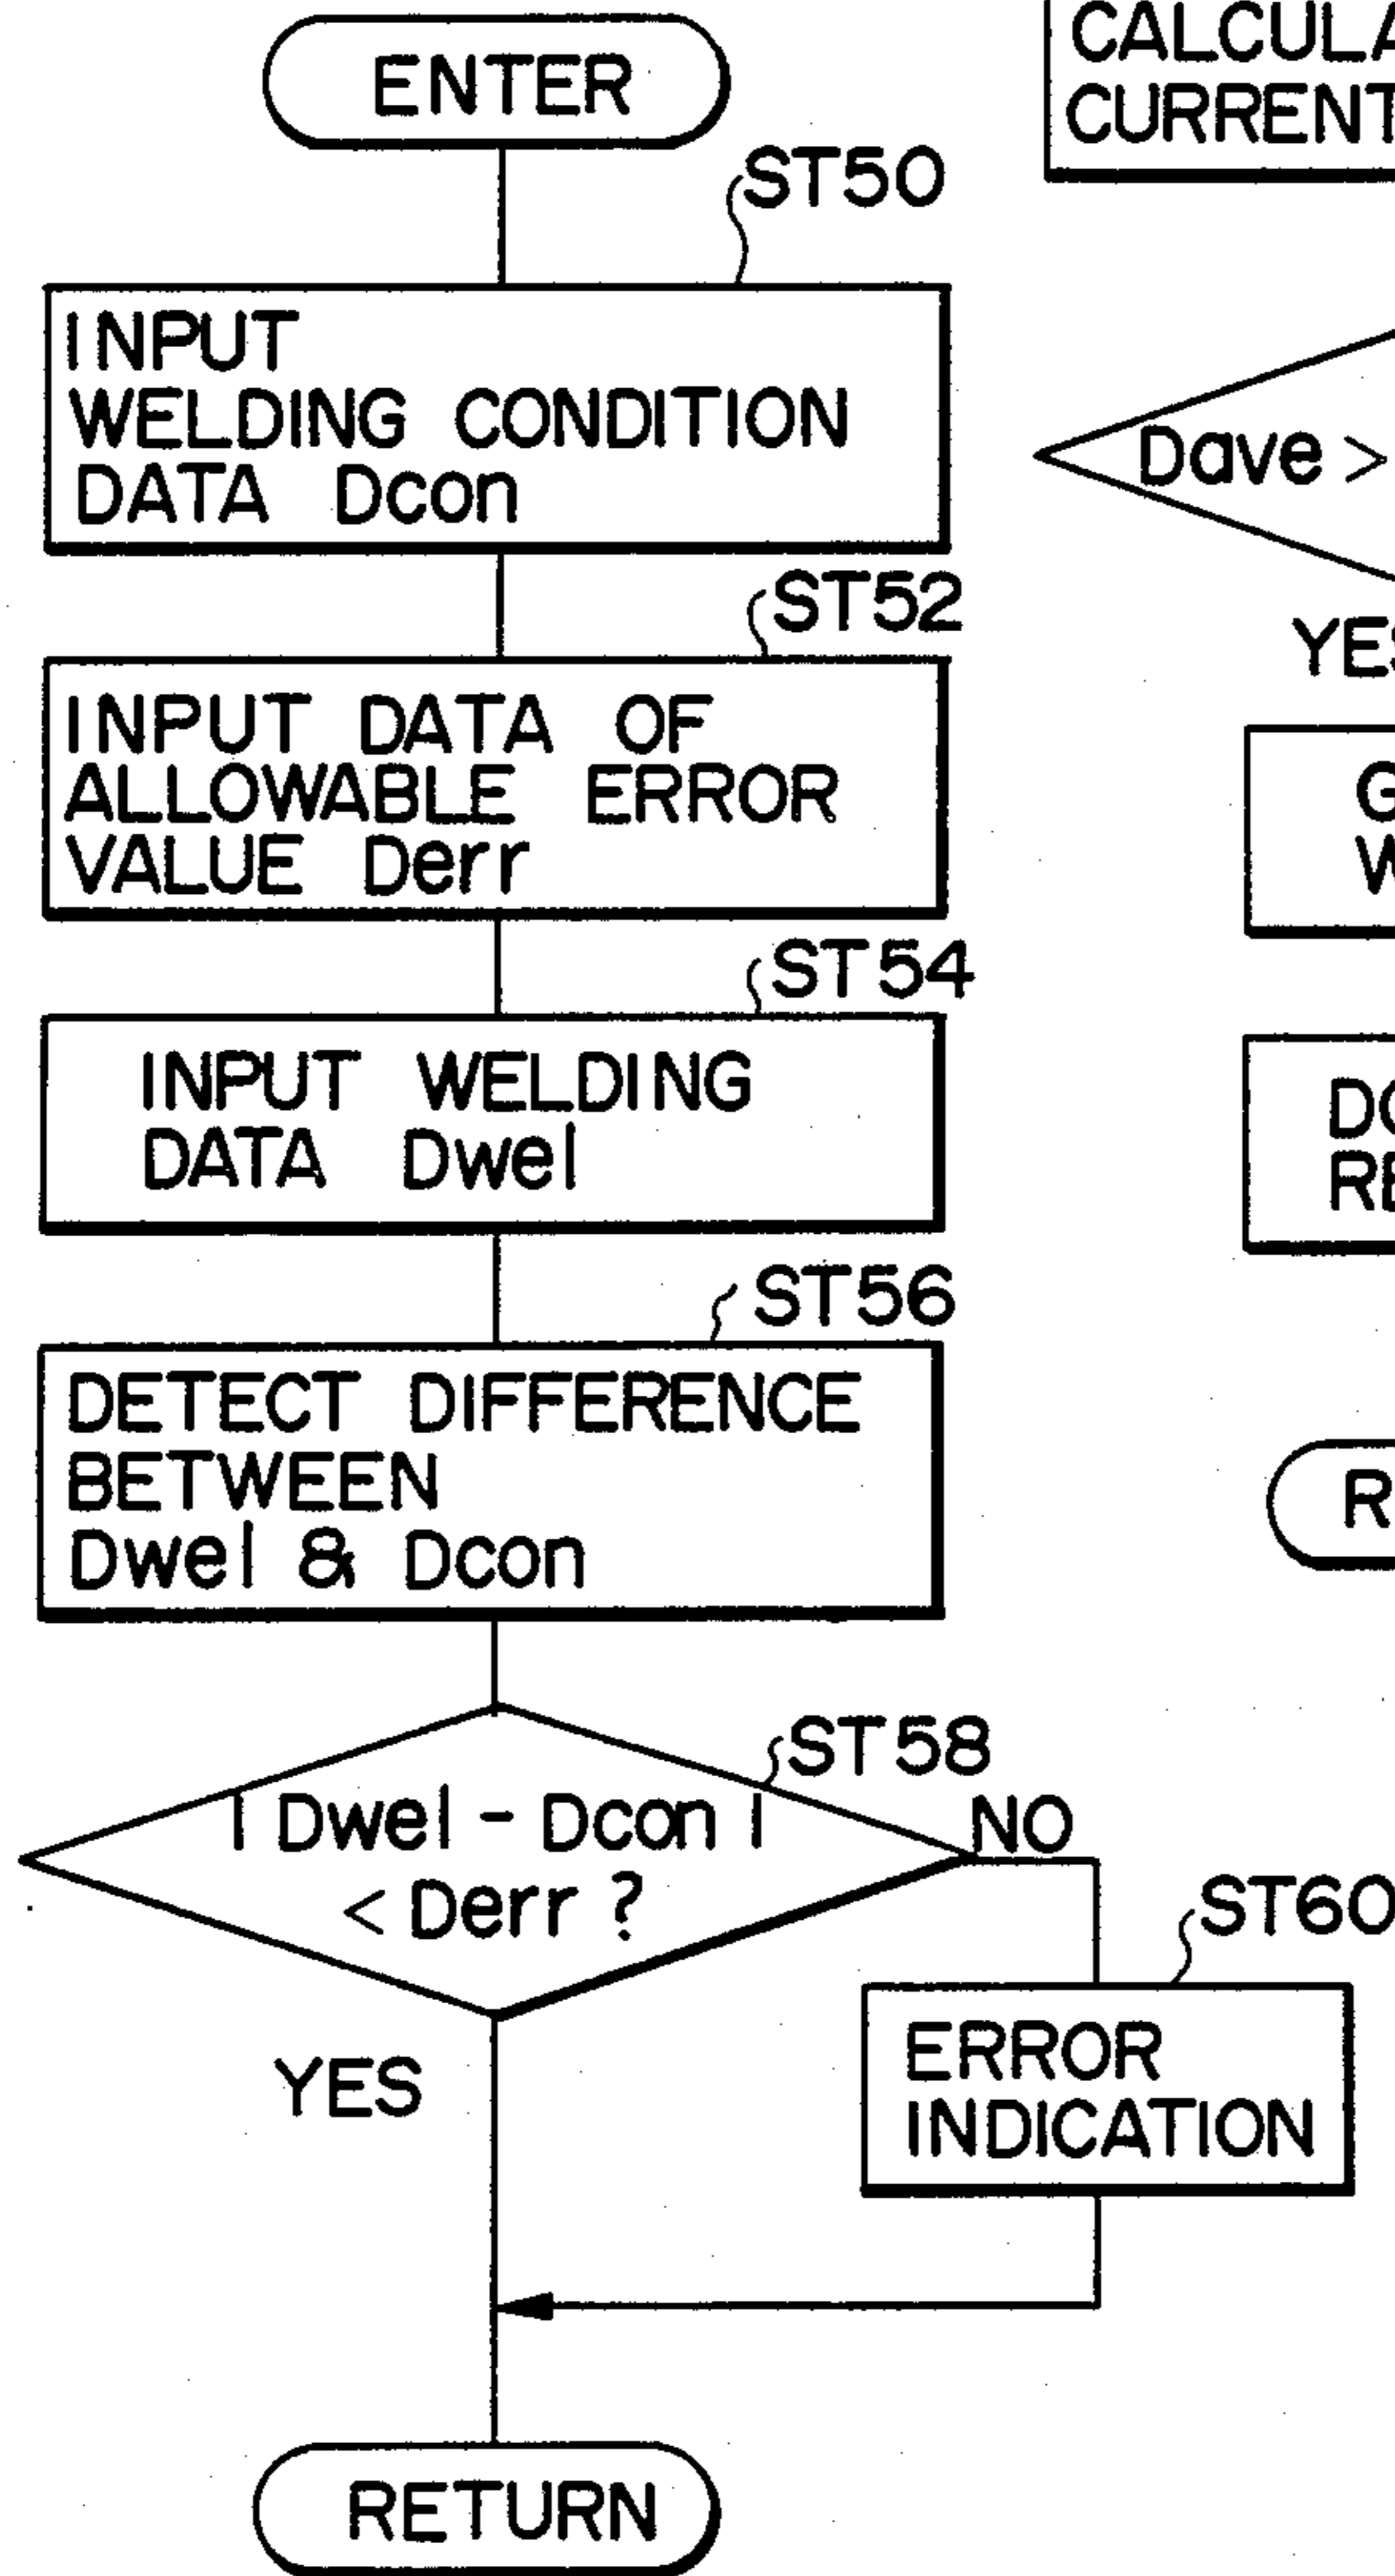 ENTER
ST50
INPUT
WELDING CONDITION
DATA Dcon
ST52
INPUT DATA OF
ALLOWABLE ERROR
VALUE Derr
ST54
INPUT WELDING
DATA Dwel
ST56
DETECT DIFFERENCE
BETWEEN
Dwel & Dcon
ST58
| Dwel - Dcon |
< Derr ?
NO
YES
ST60
ERROR
INDICATION
RETURN
CURRENT
Dave >